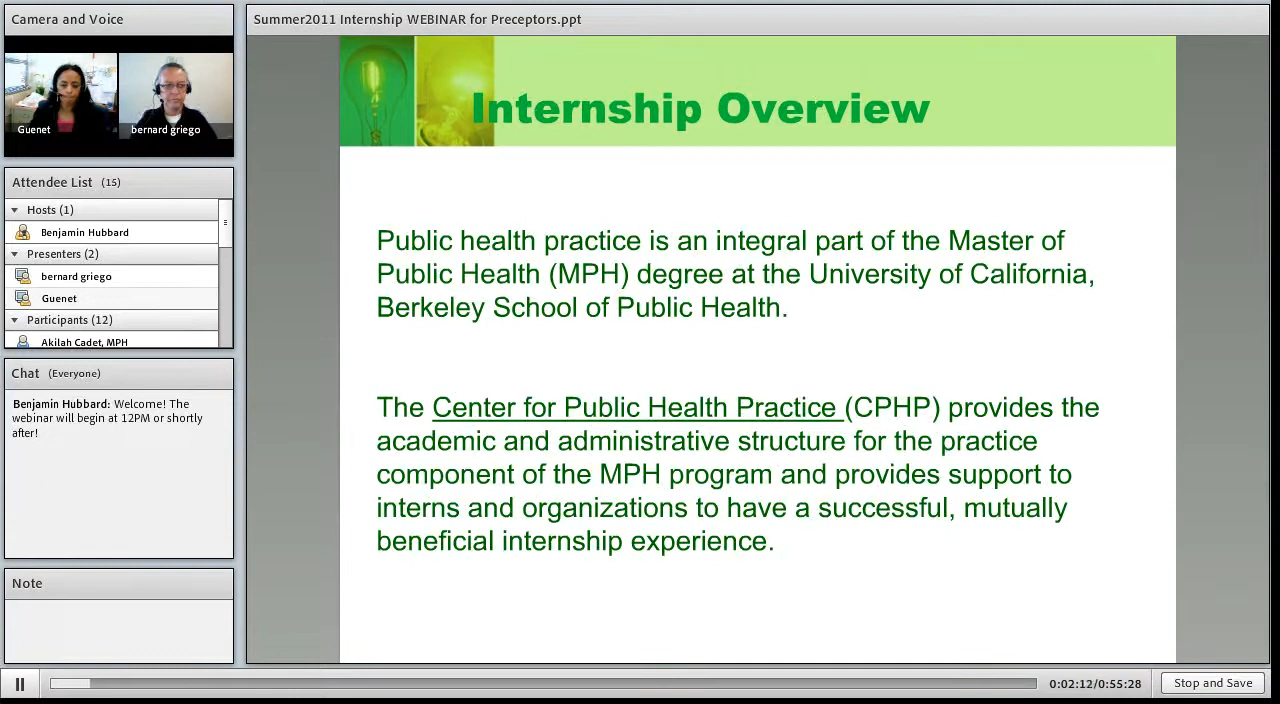 Camera and Voice
Guenet
bernard griego
Attendee List (15)
Hosts (1)
Benjamin Hubbard
Presenters (2)
bernard griego
Guenet
Participants (12)
Akilah Cadet, MPH
Chat (Everyone)
Benjamin Hubbard: Welcome! The
webinar will begin at 12PM or shortly
after!
Note
Summer2011 Internship WEBINAR for Preceptors.ppt
Internship Overview
Public health practice is an integral part of the Master of
Public Health (MPH) degree at the University of California,
Berkeley School of Public Health.
The Center for Public Health Practice (CPHP) provides the
academic and administrative structure for the practice
component of the MPH program and provides support to
interns and organizations to have a successful, mutually
beneficial internship experience.
0:02:12/0:55:28
Stop and Save